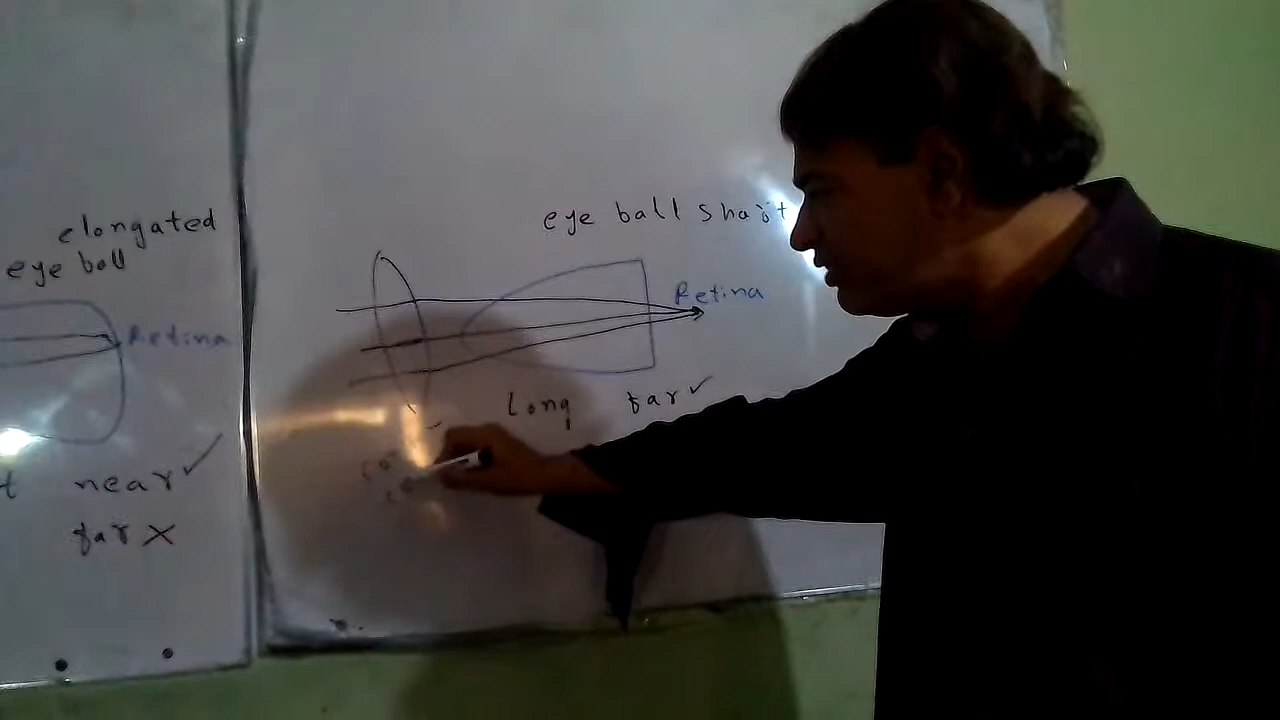 elongated
eye ball
Retina
near ✓
far X
eye ball short
Retina
Long far ✓